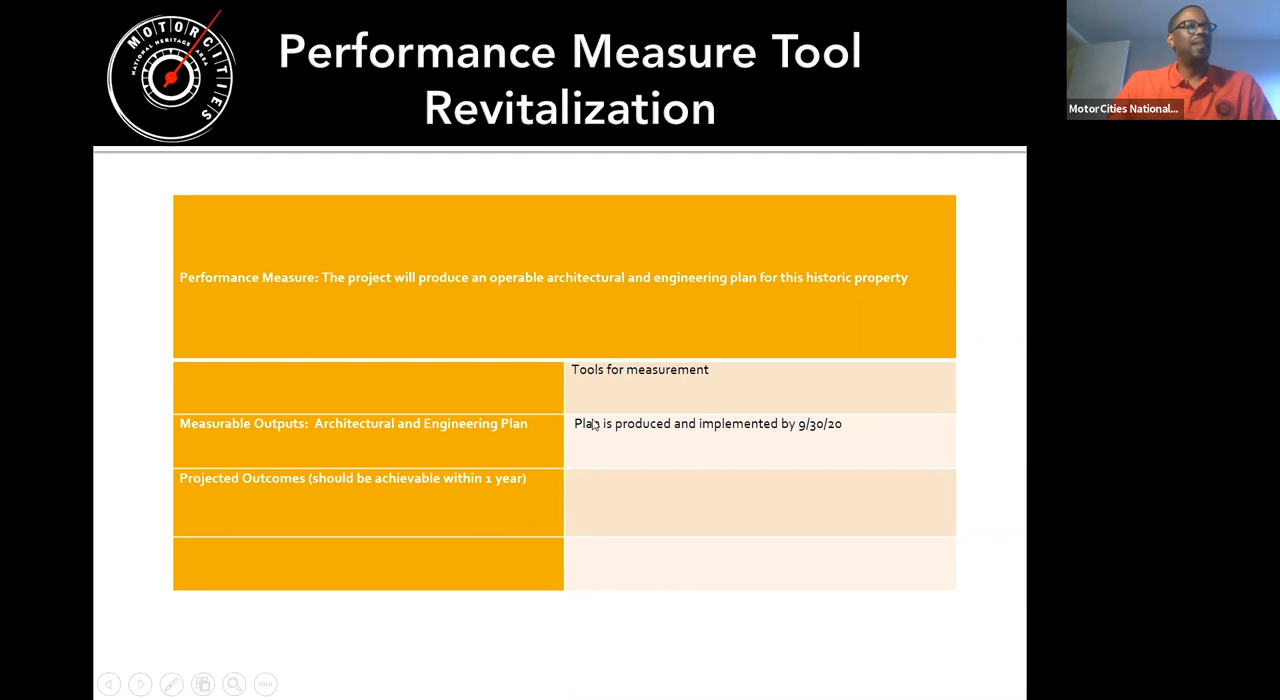 MOTORCITIES
NATIONAL HERITAGE AREA
Performance Measure Tool
Revitalization
MotorCities National...
Performance Measure: The project will produce an operable architectural and engineering plan for this historic property
Tools for measurement
Measurable Outputs: Architectural and Engineering Plan
Plan is produced and implemented by 9/30/20
Projected Outcomes (should be achievable within 1 year)